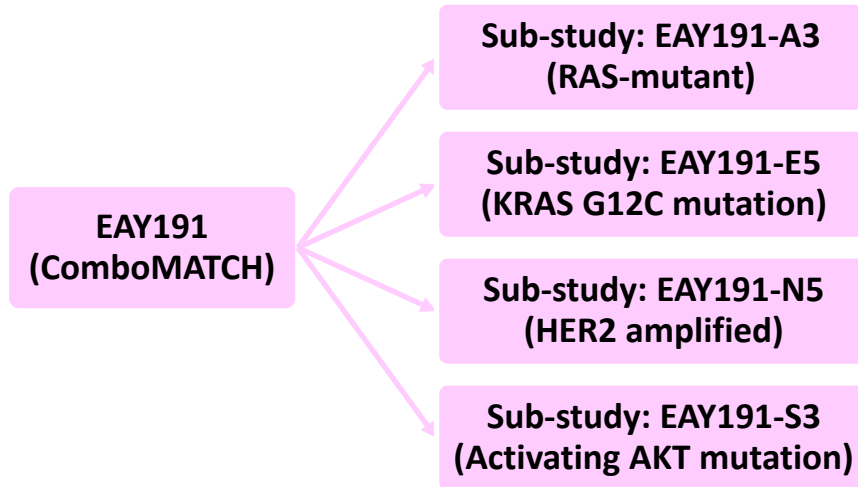 EAY191
(ComboMATCH)
Sub-study: EAY191-A3
(RAS-mutant)
Sub-study: EAY191-E5
(KRAS G12C mutation)
Sub-study: EAY191-N5
(HER2 amplified)
Sub-study: EAY191-S3
(Activating AKT mutation)